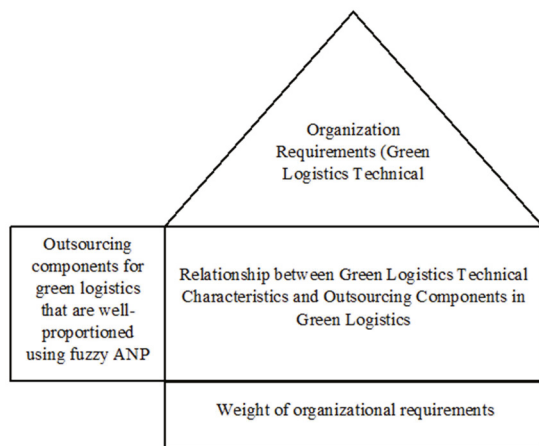 Organization
Requirements (Green
Logistics Technical
Outsourcing
components for
green logistics
that are well-
proportioned
using fuzzy ANP
Relationship between Green Logistics Technical
Characteristics and Outsourcing Components in
Green Logistics
Weight of organizational requirements